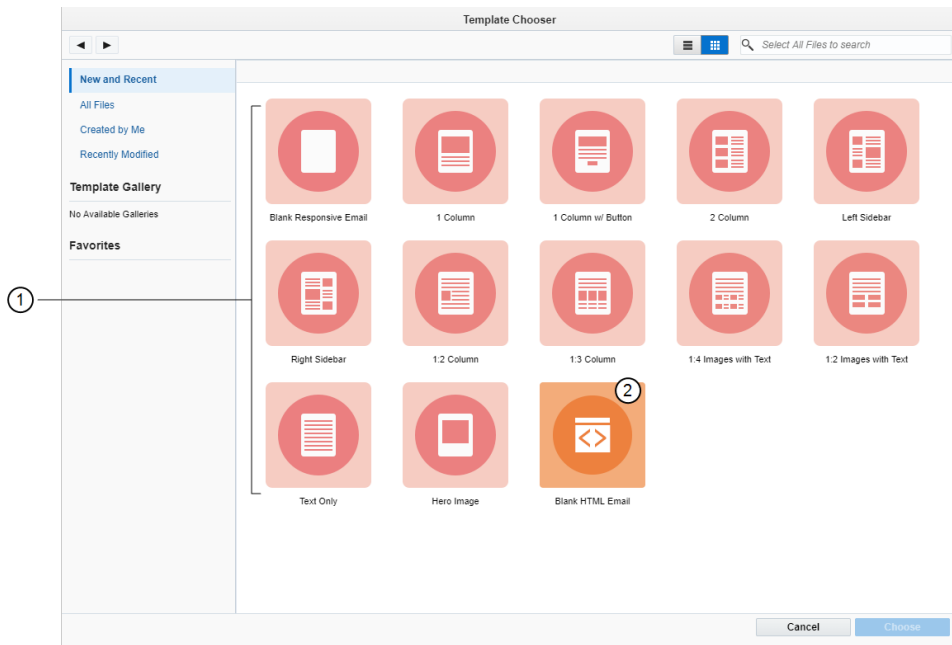 Template Chooser
Select All Files to search
New and Recent
All Files
Created by Me
Recently Modified
Template Gallery
No Available Galleries
Favorites
1
Blank Responsive Email
1 Column
1 Column w/ Button
2 Column
Left Sidebar
Right Sidebar
1:2 Column
1:3 Column
1:4 Images with Text
1:2 Images with Text
2
Text Only
Hero Image
Blank HTML Email
Cancel
Choose